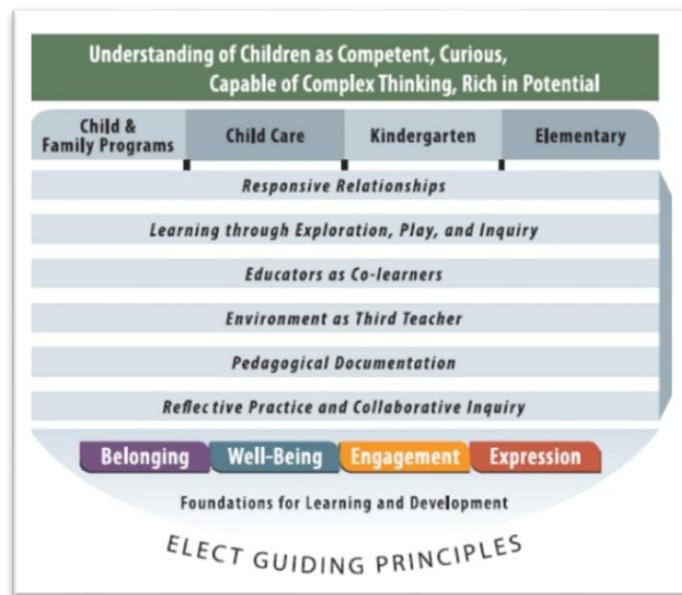 Understanding of Children as Competent, Curious,
Capable of Complex Thinking, Rich in Potential
Child &
Family Programs
Child Care
Kindergarten
Elementary
Responsive Relationships
Learning through Exploration, Play, and Inquiry
Educators as Co-learners
Environment as Third Teacher
Pedagogical Documentation
Reflective Practice and Collaborative Inquiry
Belonging
Well-Being
Engagement
Expression
Foundations for Learning and Development
ELECT GUIDING PRINCIPLES